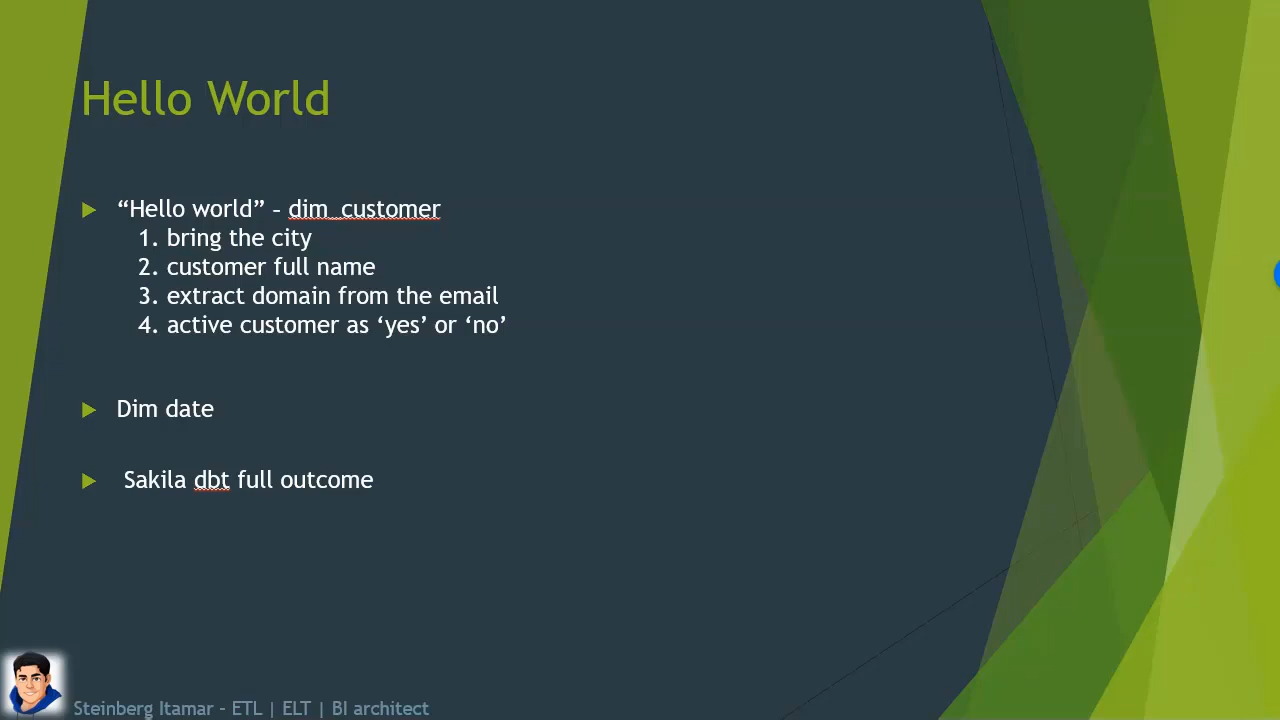 Hello World
“Hello world” – dim_customer
1. bring the city
2. customer full name
3. extract domain from the email
4. active customer as ‘yes’ or ‘no’
Dim date
Sakila dbt full outcome
Steinberg Itamar – ETL | ELT | BI architect